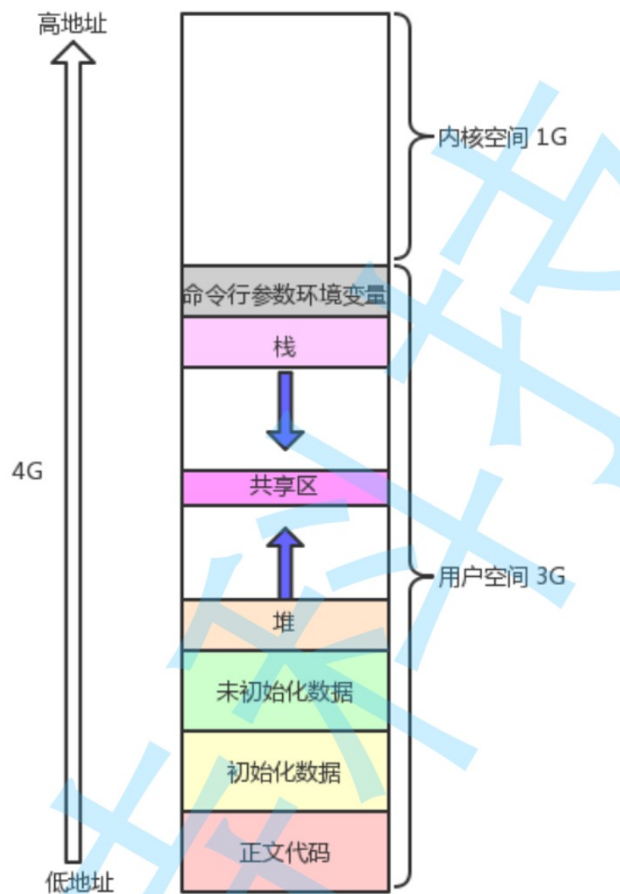 高地址
内核空间 1G
命令行参数环境变量
栈
4G
共享区
用户空间 3G
堆
未初始化数据
初始化数据
正文代码
低地址